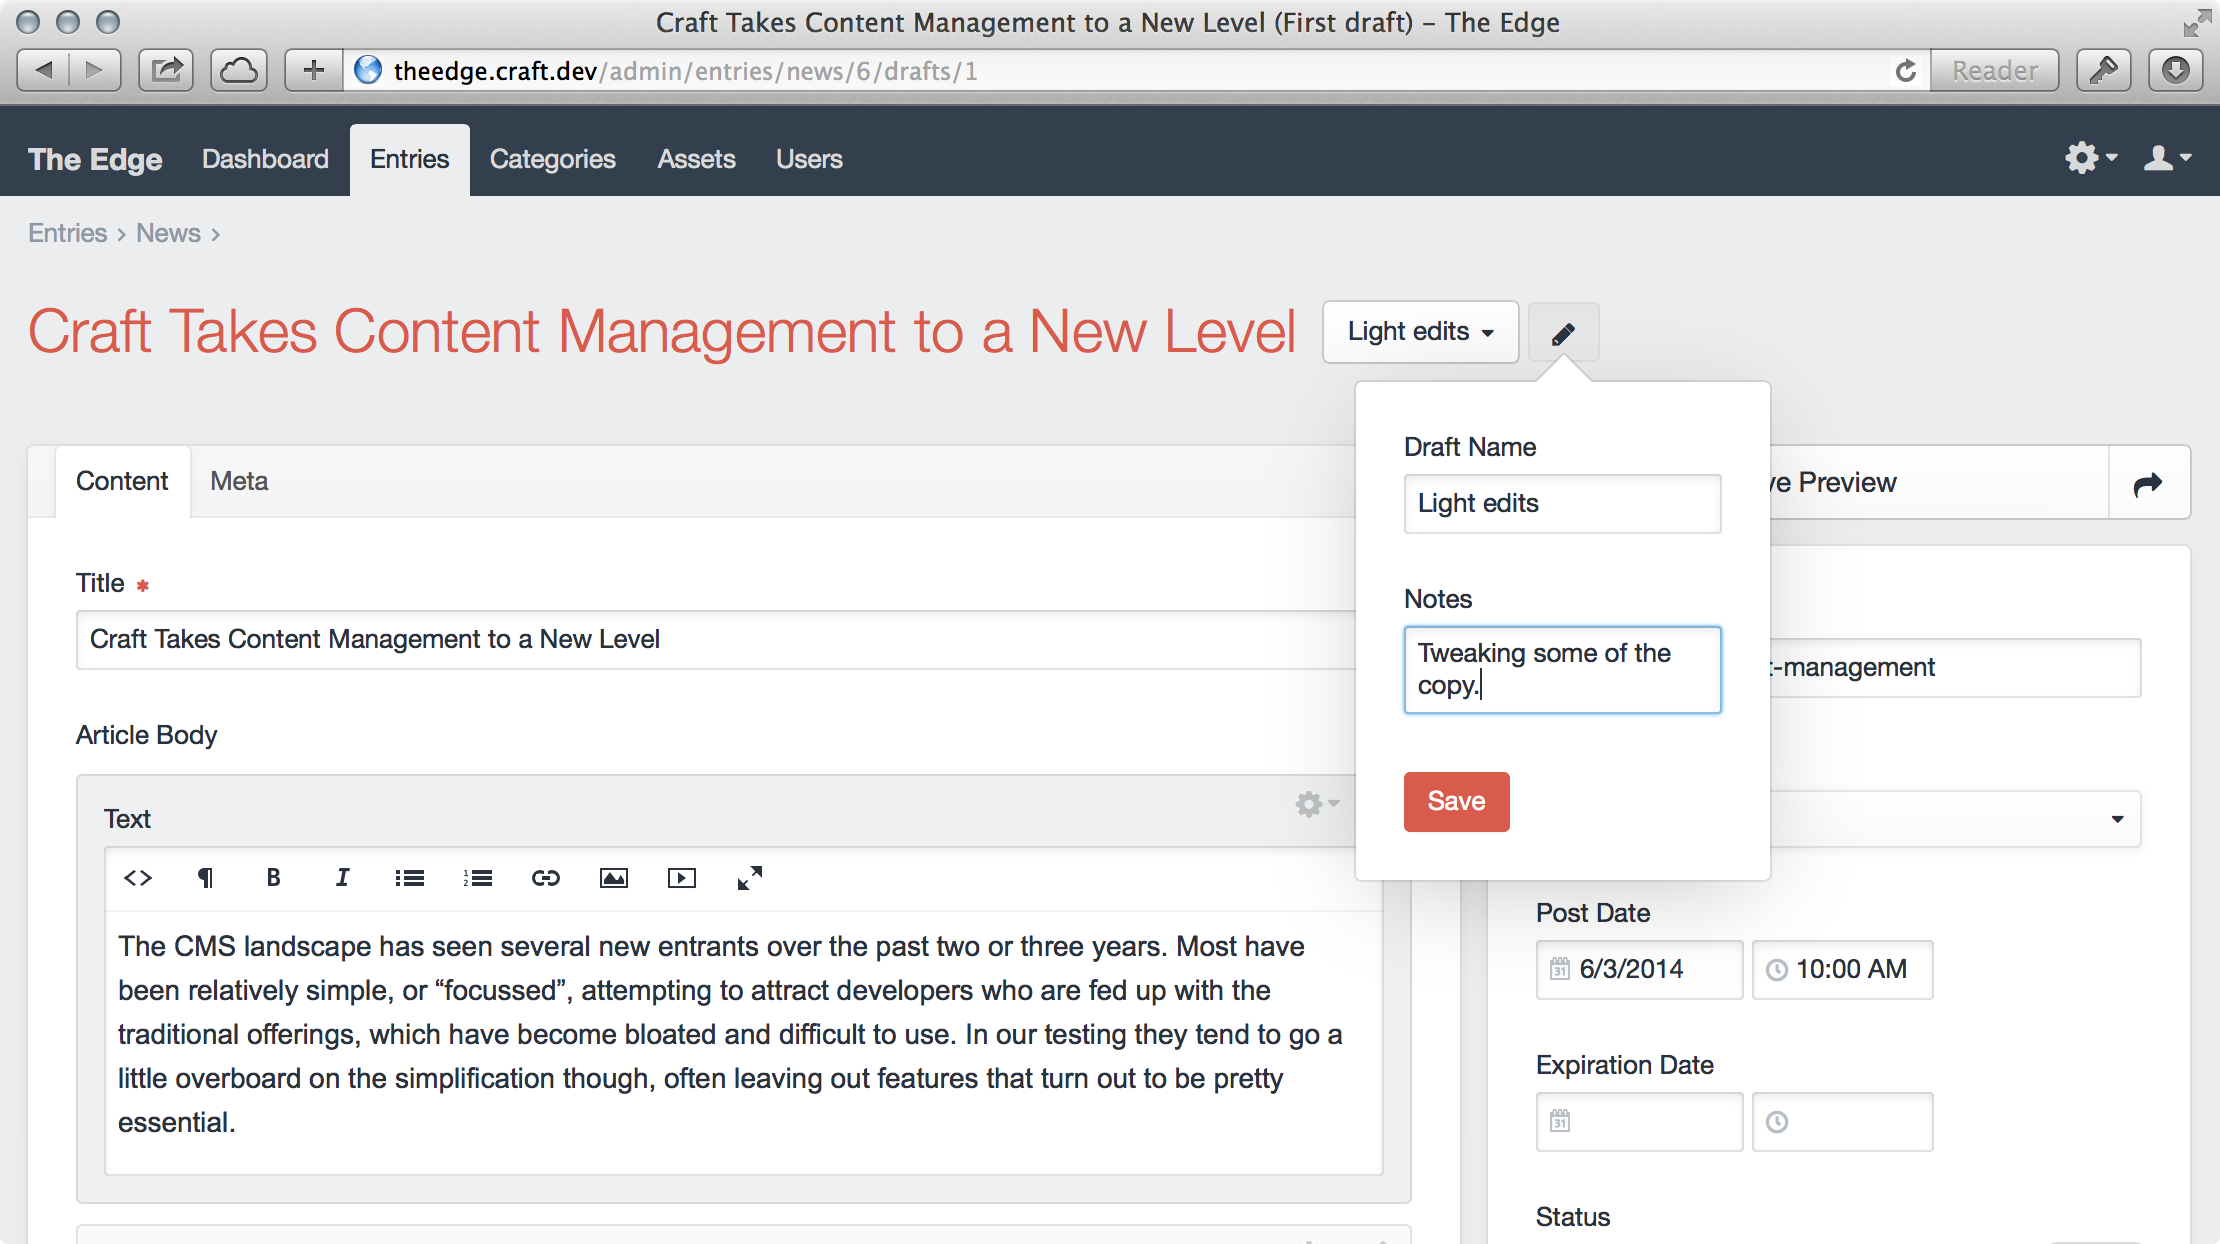 Craft Takes Content Management to a New Level (First draft) – The Edge
theedge.craft.dev/admin/entries/news/6/drafts/1
Reader
The Edge
Dashboard
Entries
Categories
Assets
Users
Entries › News ›
Craft Takes Content Management to a New Level
Light edits
Draft Name
Light edits
Notes
Tweaking some of the
copy.
Save
Content
Meta
Preview
Title *
Craft Takes Content Management to a New Level
-management
Article Body
Text
B
I
The CMS landscape has seen several new entrants over the past two or three years. Most have
been relatively simple, or “focussed”, attempting to attract developers who are fed up with the
traditional offerings, which have become bloated and difficult to use. In our testing they tend to go a
little overboard on the simplification though, often leaving out features that turn out to be pretty
essential.
Post Date
6/3/2014
10:00 AM
Expiration Date
Status